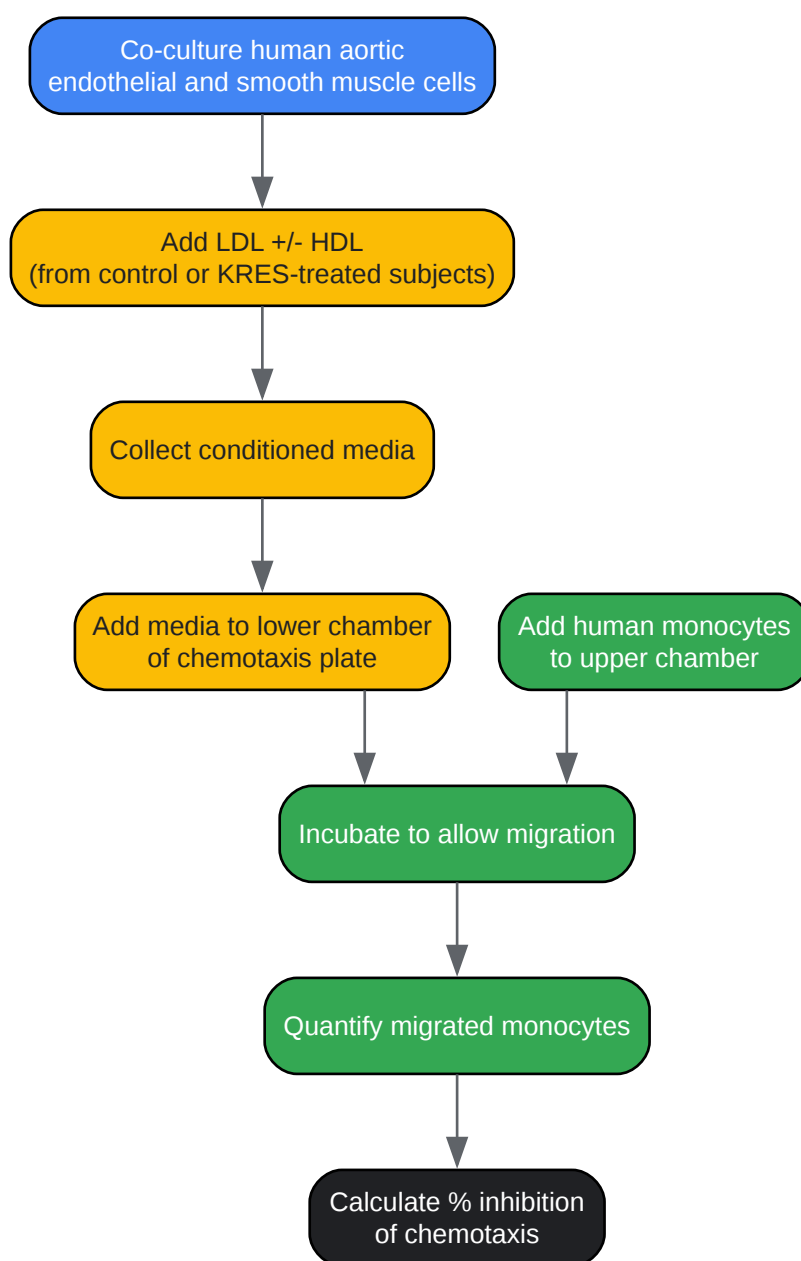 Co-culture human aortic
endothelial and smooth muscle cells
Add LDL +/- HDL
(from control or KRES-treated subjects)
Collect conditioned media
Add media to lower chamber
of chemotaxis plate
Add human monocytes
to upper chamber
Incubate to allow migration
Quantify migrated monocytes
Calculate % inhibition
of chemotaxis